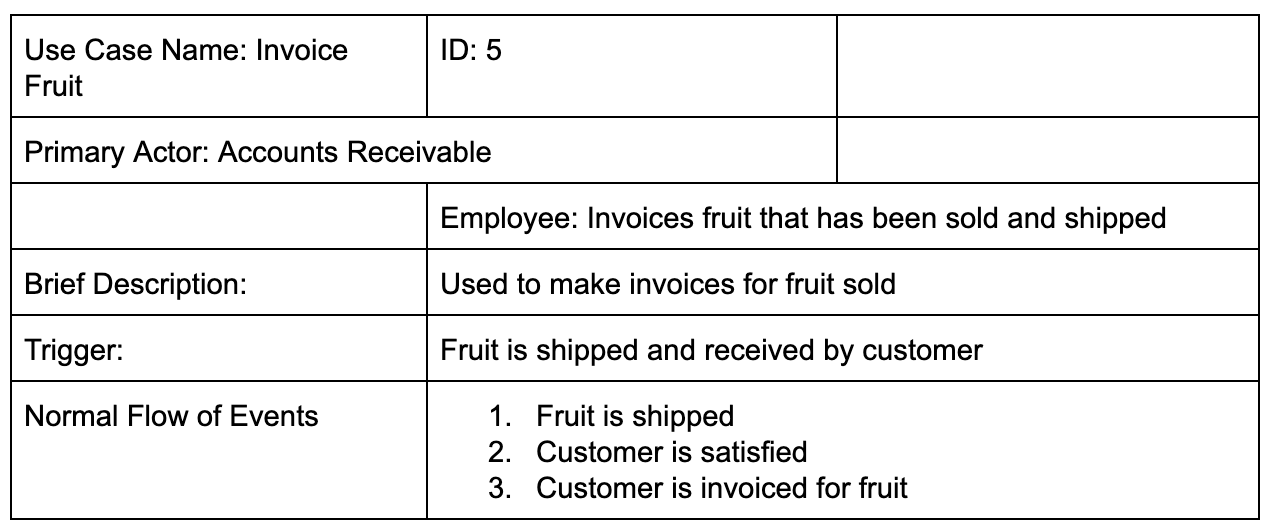 Use Case Name: Invoice
Fruit
ID: 5
Primary Actor: Accounts Receivable
Employee: Invoices fruit that has been sold and shipped
Brief Description:
Used to make invoices for fruit sold
Trigger:
Fruit is shipped and received by customer
Normal Flow of Events
1. Fruit is shipped
2. Customer is satisfied
3. Customer is invoiced for fruit